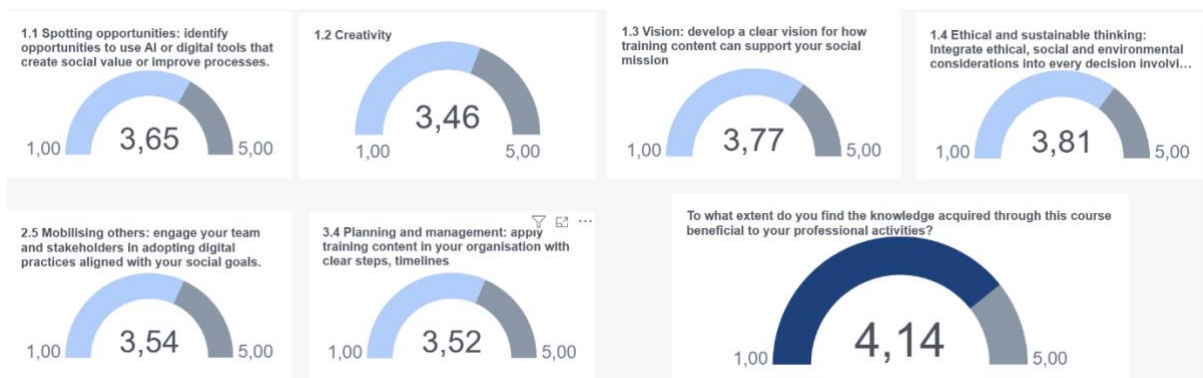 1.1 Spotting opportunities: identify
opportunities to use AI or digital tools that
create social value or improve processes.
3,65
1,00
5,00
1.2 Creativity
3,46
1,00
5,00
1.3 Vision: develop a clear vision for how
training content can support your social
mission
3,77
1,00
5,00
1.4 Ethical and sustainable thinking:
Integrate ethical, social and environmental
considerations into every decision involvi...
3,81
1,00
5,00
2.5 Mobilising others: engage your team
and stakeholders in adopting digital
practices aligned with your social goals.
3,54
1,00
5,00
3.4 Planning and management: apply
training content in your organisation with
clear steps, timelines
3,52
1,00
5,00
To what extent do you find the knowledge acquired through this course
beneficial to your professional activities?
4,14
1,00
5,00